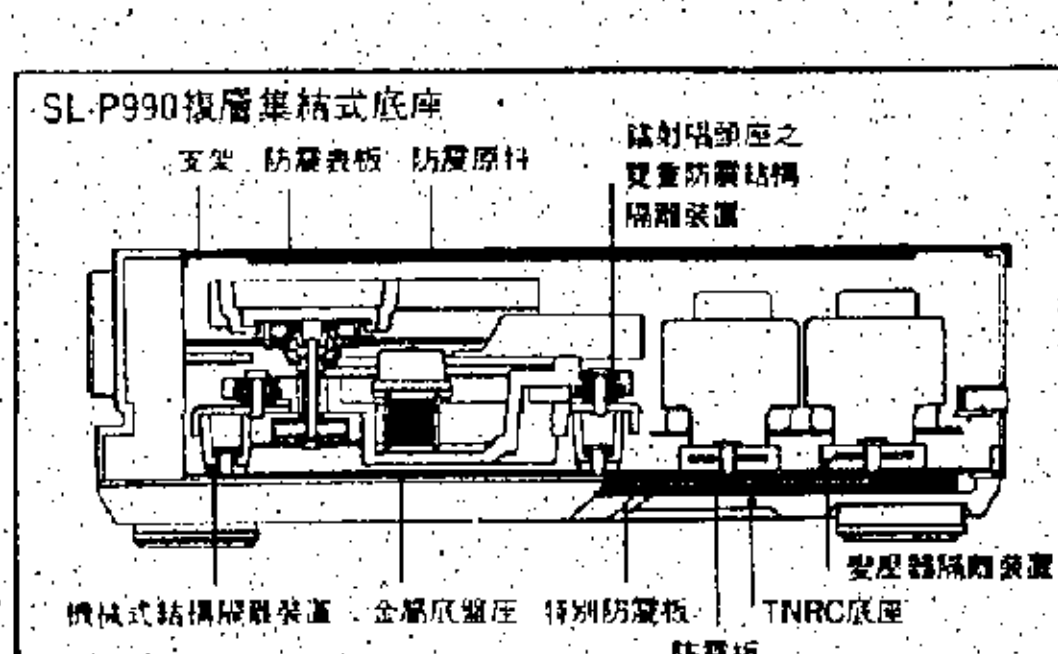 SL-P990複層集結式底座
支架 防震表板 防震原料
鐳射唱頭座之
雙重防震結構
隔離裝置
變壓器隔離裝置
機械式結構隔離裝置 金屬底盤座 特別防震板 TNRC底座
防震板